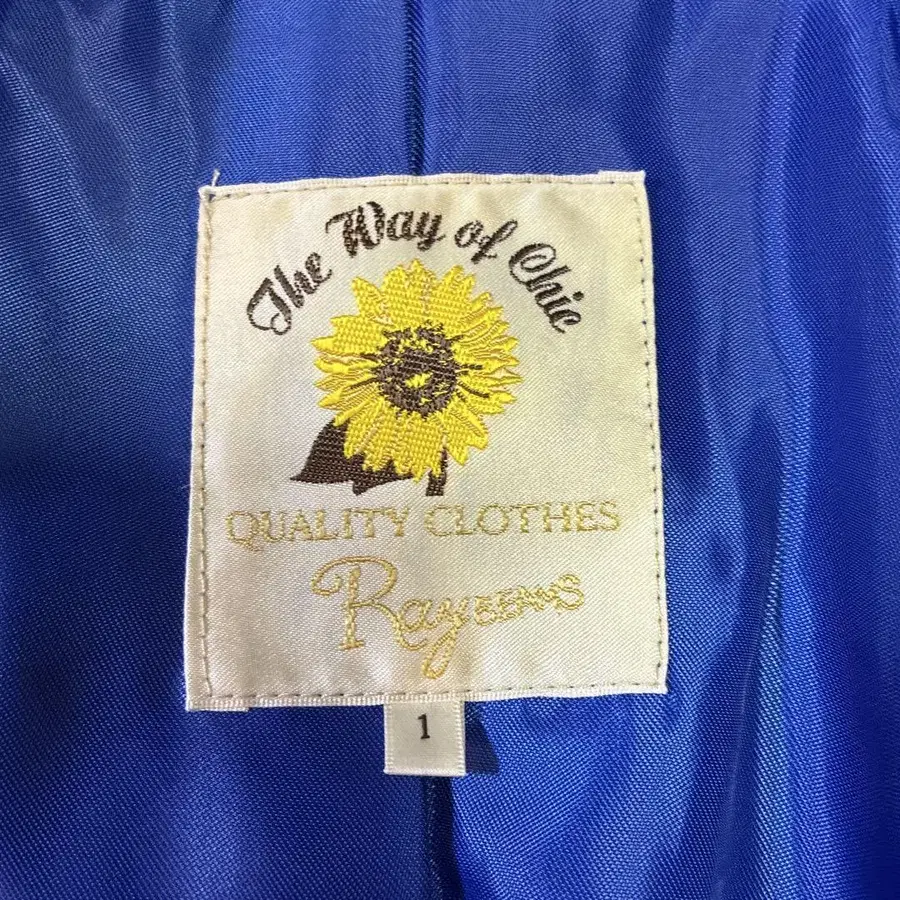 The Way of Chic
QUALITY CLOTHES
Ray BEAMS
1